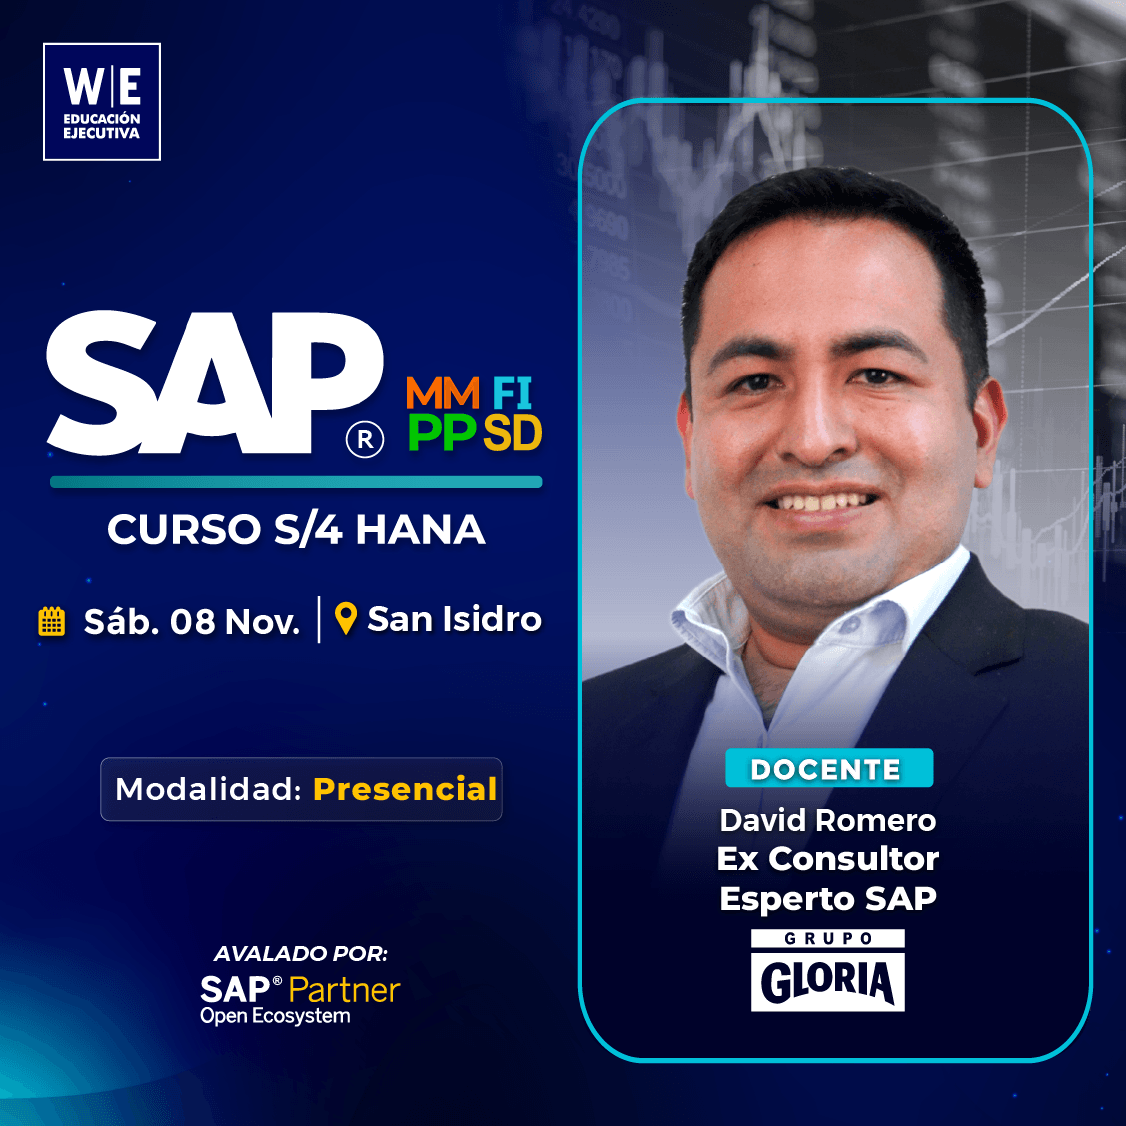 W|E
EDUCACIÓN
EJECUTIVA
SAP®
MM FI
PP SD
CURSO S/4 HANA
Sáb. 08 Nov. | San Isidro
Modalidad: Presencial
AVALADO POR:
SAP® Partner
Open Ecosystem
DOCENTE
David Romero
Ex Consultor
Esperto SAP
GRUPO
GLORIA